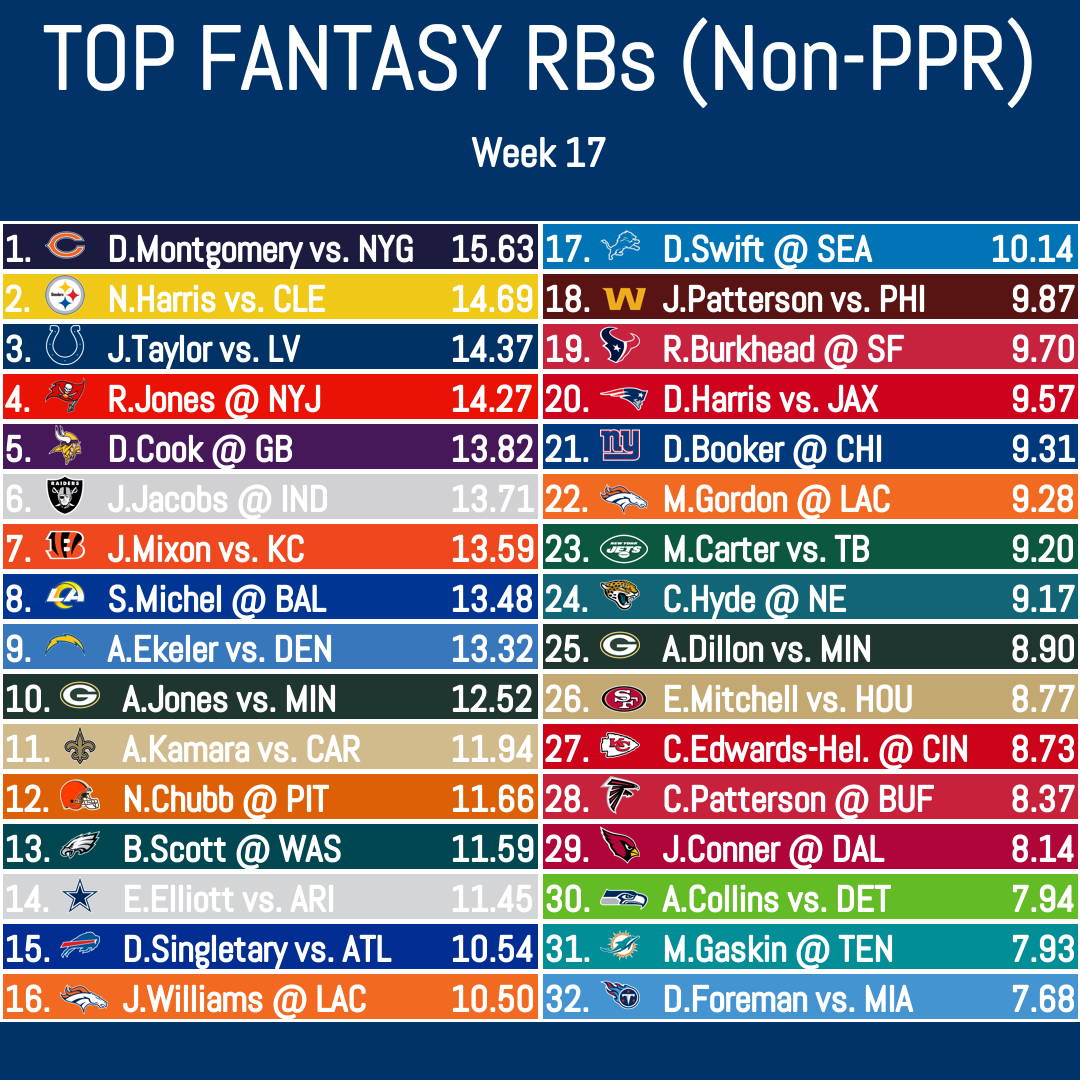 TOP FANTASY RBs (Non-PPR)
Week 17
1. D.Montgomery vs. NYG 15.63
2. N.Harris vs. CLE 14.69
3. J.Taylor vs. LV 14.37
4. R.Jones @ NYJ 14.27
5. D.Cook @ GB 13.82
6. RAIDERS J.Jacobs @ IND 13.71
7. J.Mixon vs. KC 13.59
8. LA S.Michel @ BAL 13.48
9. A.Ekeler vs. DEN 13.32
10. G A.Jones vs. MIN 12.52
11. A.Kamara vs. CAR 11.94
12. N.Chubb @ PIT 11.66
13. B.Scott @ WAS 11.59
14. E.Elliott vs. ARI 11.45
15. D.Singletary vs. ATL 10.54
16. J.Williams @ LAC 10.50
17. D.Swift @ SEA 10.14
18. W J.Patterson vs. PHI 9.87
19. R.Burkhead @ SF 9.70
20. D.Harris vs. JAX 9.57
21. ny D.Booker @ CHI 9.31
22. M.Gordon @ LAC 9.28
23. NEW YORK JETS M.Carter vs. TB 9.20
24. C.Hyde @ NE 9.17
25. G A.Dillon vs. MIN 8.90
26. SF E.Mitchell vs. HOU 8.77
27. KC C.Edwards-Hel. @ CIN 8.73
28. C.Patterson @ BUF 8.37
29. J.Conner @ DAL 8.14
30. A.Collins vs. DET 7.94
31. M.Gaskin @ TEN 7.93
32. T D.Foreman vs. MIA 7.68